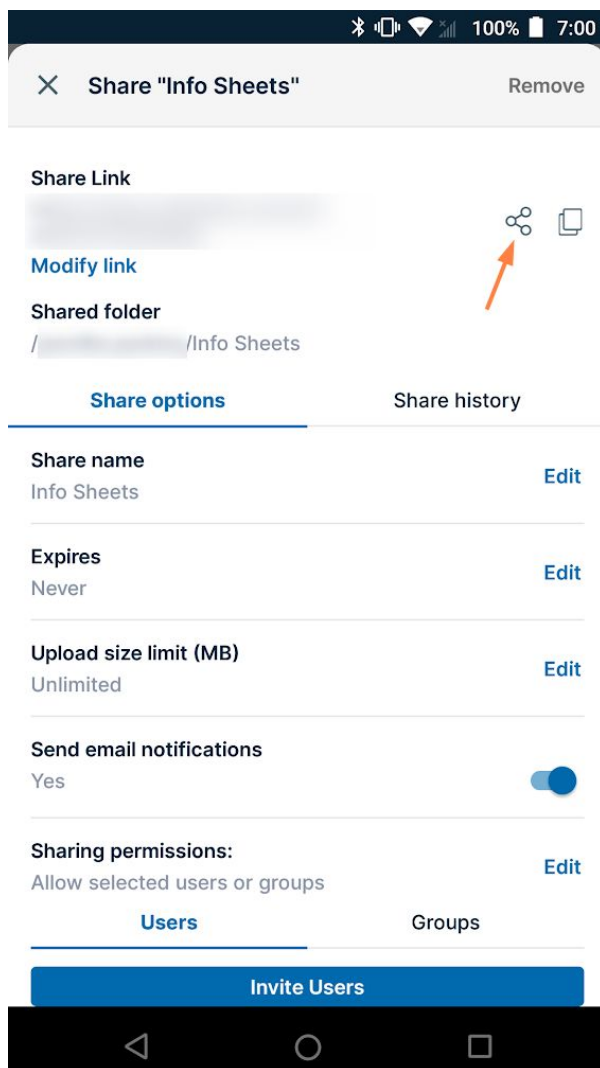 100% 7:00
Share "Info Sheets" Remove
Share Link
Modify link
Shared folder
/ /Info Sheets
Share options Share history
Share name
Info Sheets
Edit
Expires
Never
Edit
Upload size limit (MB)
Unlimited
Edit
Send email notifications
Yes
Sharing permissions:
Allow selected users or groups
Edit
Users Groups
Invite Users